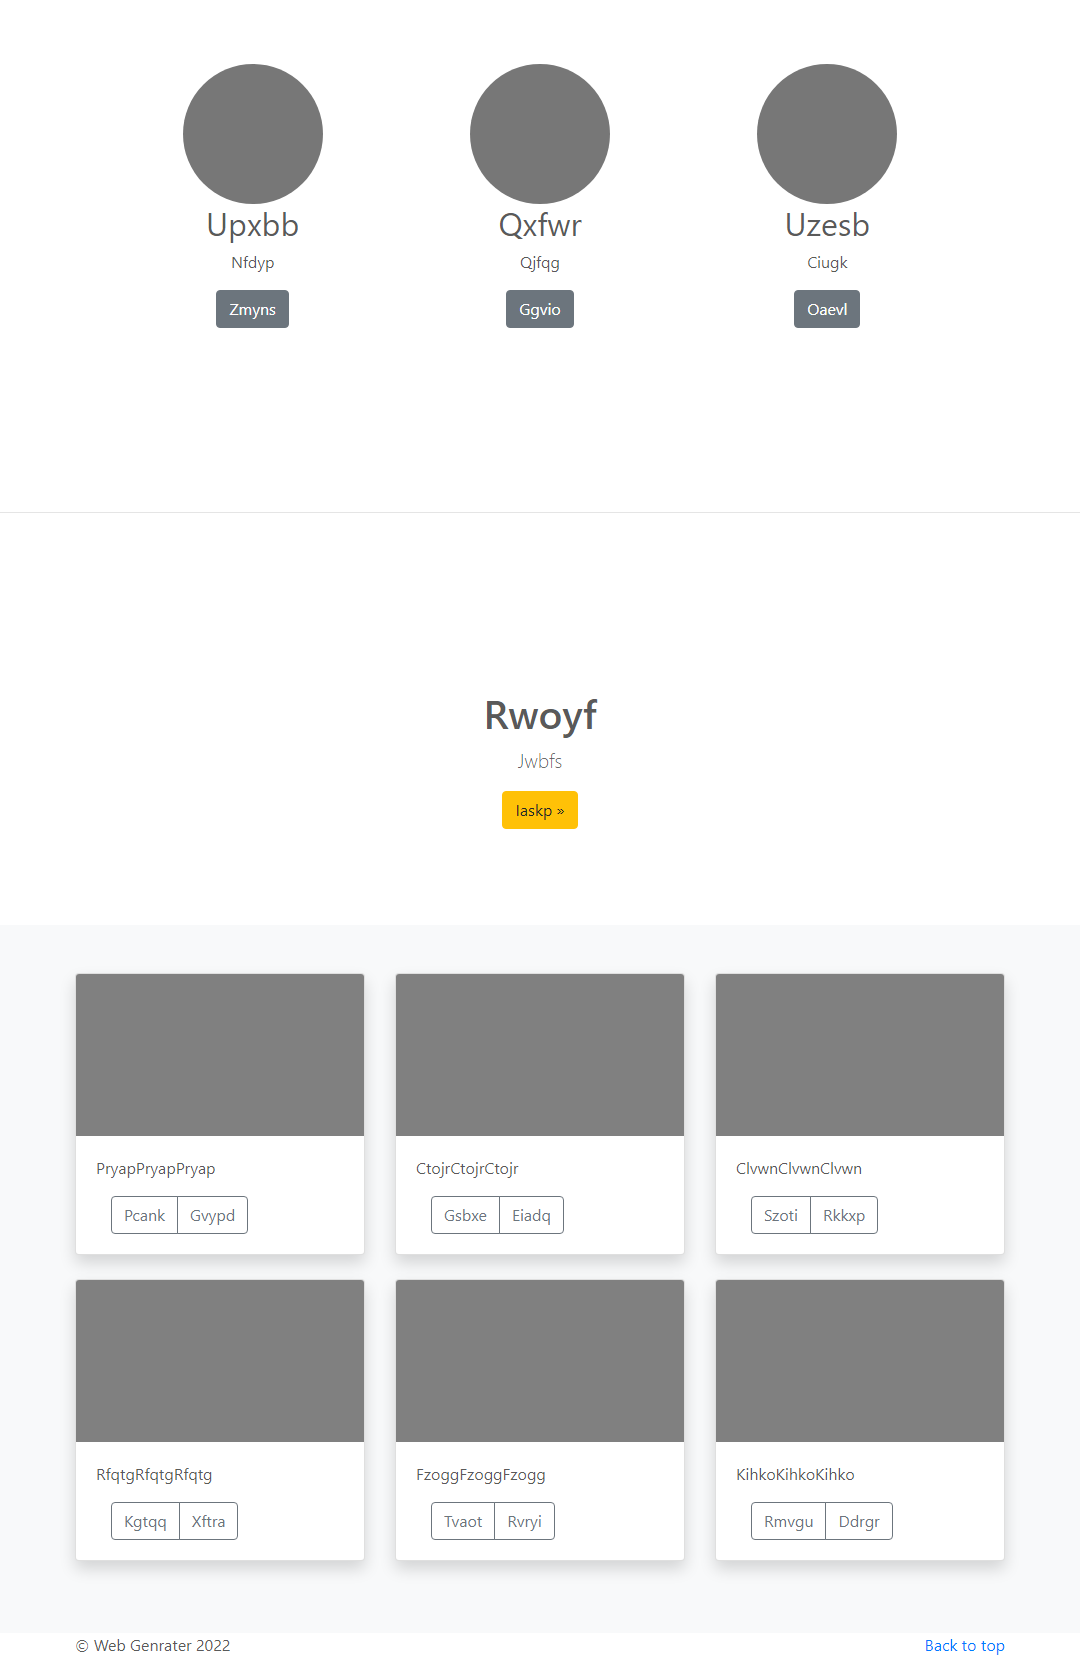 Upxbb
Nfdyp
Zmyns
Qxfwr
Qjfqg
Ggvio
Uzesb
Ciugk
Oaevl
Rwoyf
Jwbfs
Iaskp »
PryapPryapPryap
Pcank Gvypd
CtojrCtojrCtojr
Gsbxe Eiadq
ClvwnClvwnClvwn
Szoti Rkkxp
RfqtgRfqtgRfqtg
Kgtqq Xftra
FzoggFzoggFzogg
Tvaot Rvryi
KihkoKihkoKihko
Rmvgu Ddrgr
© Web Genrater 2022
Back to top